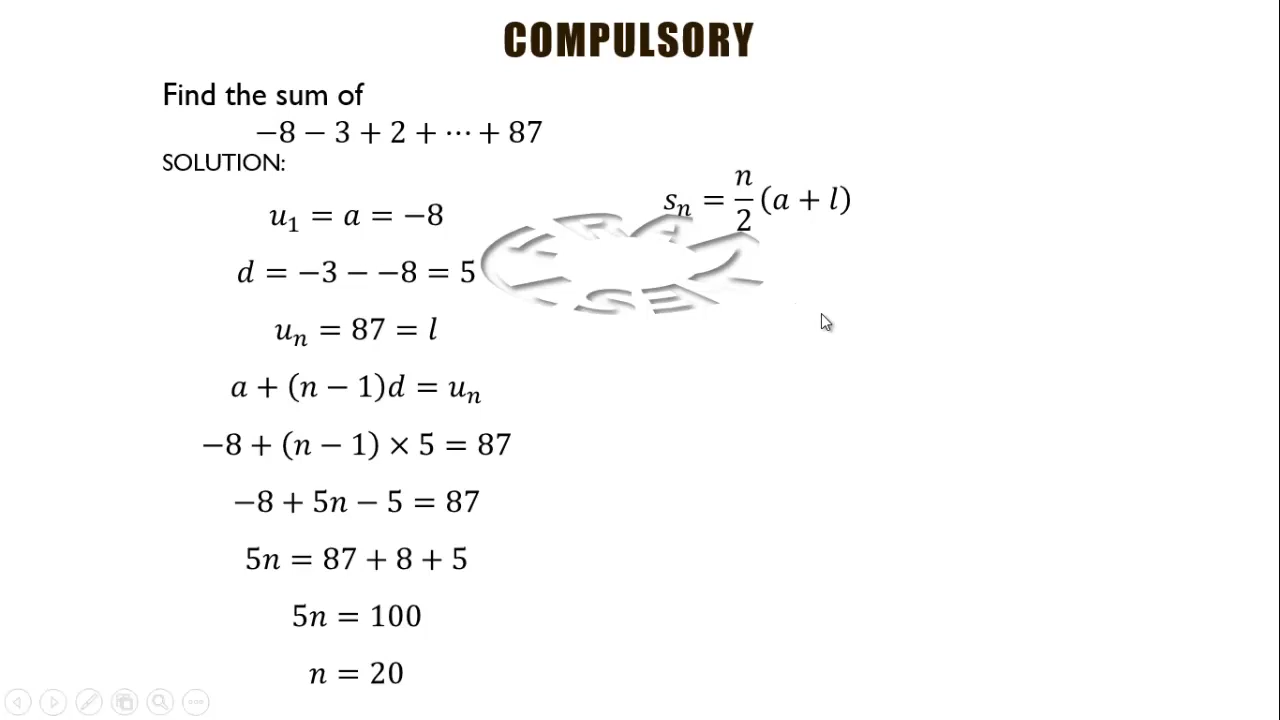 COMPULSORY
Find the sum of
−8 − 3 + 2 + ⋯ + 87
SOLUTION:
u₁ = a = −8
d = −3 − −8 = 5
uₙ = 87 = l
a + (n − 1)d = uₙ
−8 + (n − 1) × 5 = 87
−8 + 5n − 5 = 87
5n = 87 + 8 + 5
5n = 100
n = 20
sₙ = n/2 (a + l)